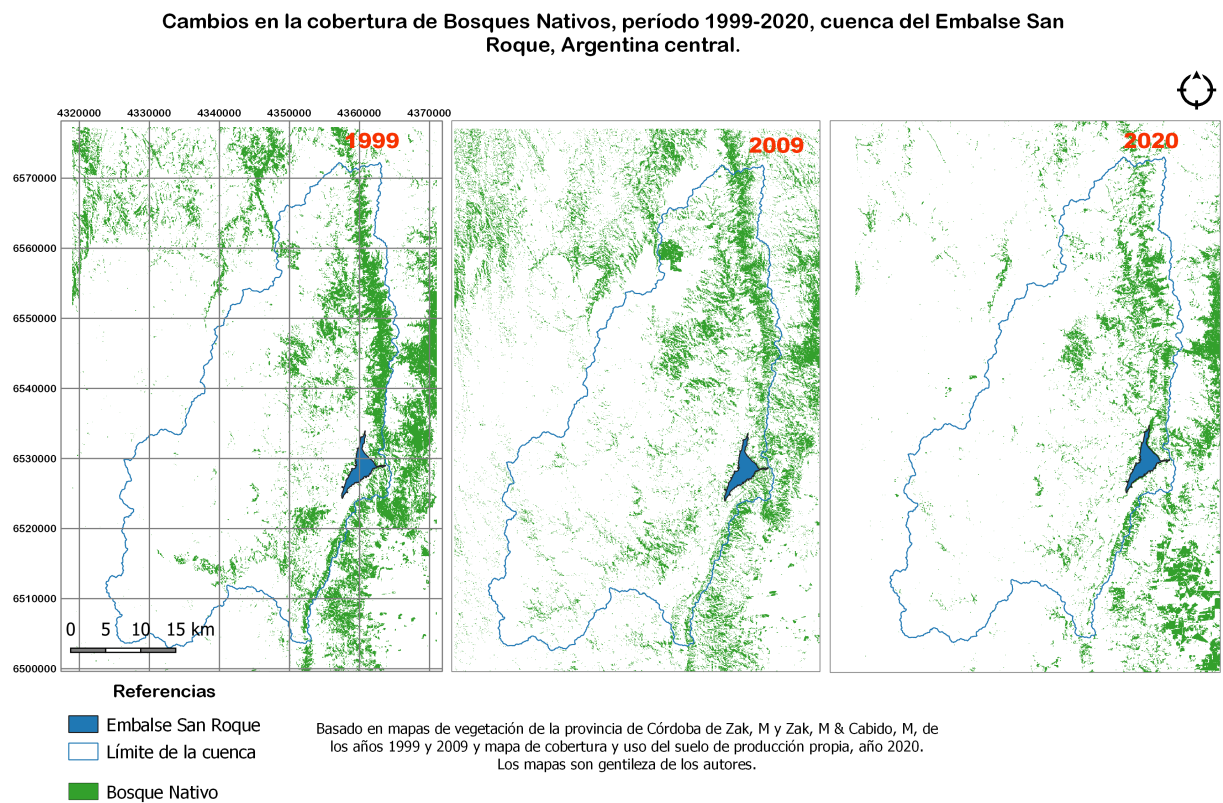 Cambios en la cobertura de Bosques Nativos, período 1999-2020, cuenca del Embalse San
Roque, Argentina central.
4320000 4330000 4340000 4350000 4360000 4370000
1999
2009
2020
6570000
6560000
6550000
6540000
6530000
6520000
6510000
6500000
0 5 10 15 km
Referencias
Embalse San Roque
Límite de la cuenca
Bosque Nativo
Basado en mapas de vegetación de la provincia de Córdoba de Zak, M y Zak, M & Cabido, M, de
los años 1999 y 2009 y mapa de cobertura y uso del suelo de producción propia, año 2020.
Los mapas son gentileza de los autores.